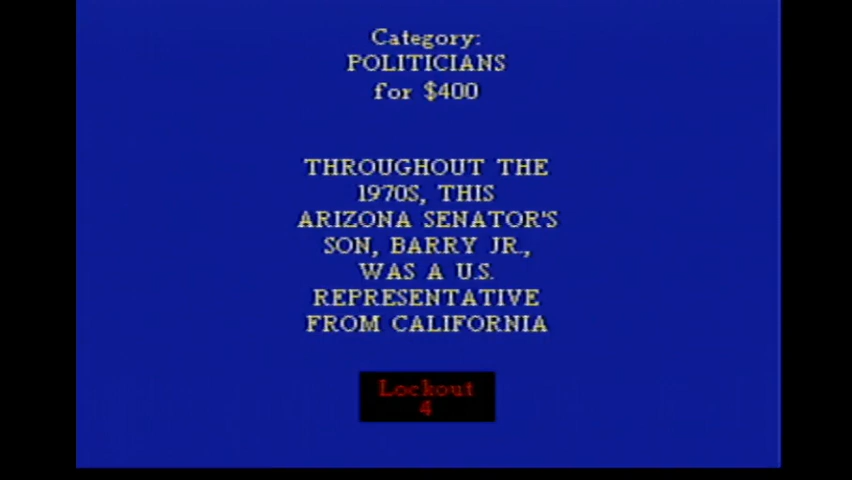 Category:
POLITICIANS
for $400
THROUGHOUT THE
1970S, THIS
ARIZONA SENATOR'S
SON, BARRY JR.,
WAS A U.S.
REPRESENTATIVE
FROM CALIFORNIA
Lockout
4